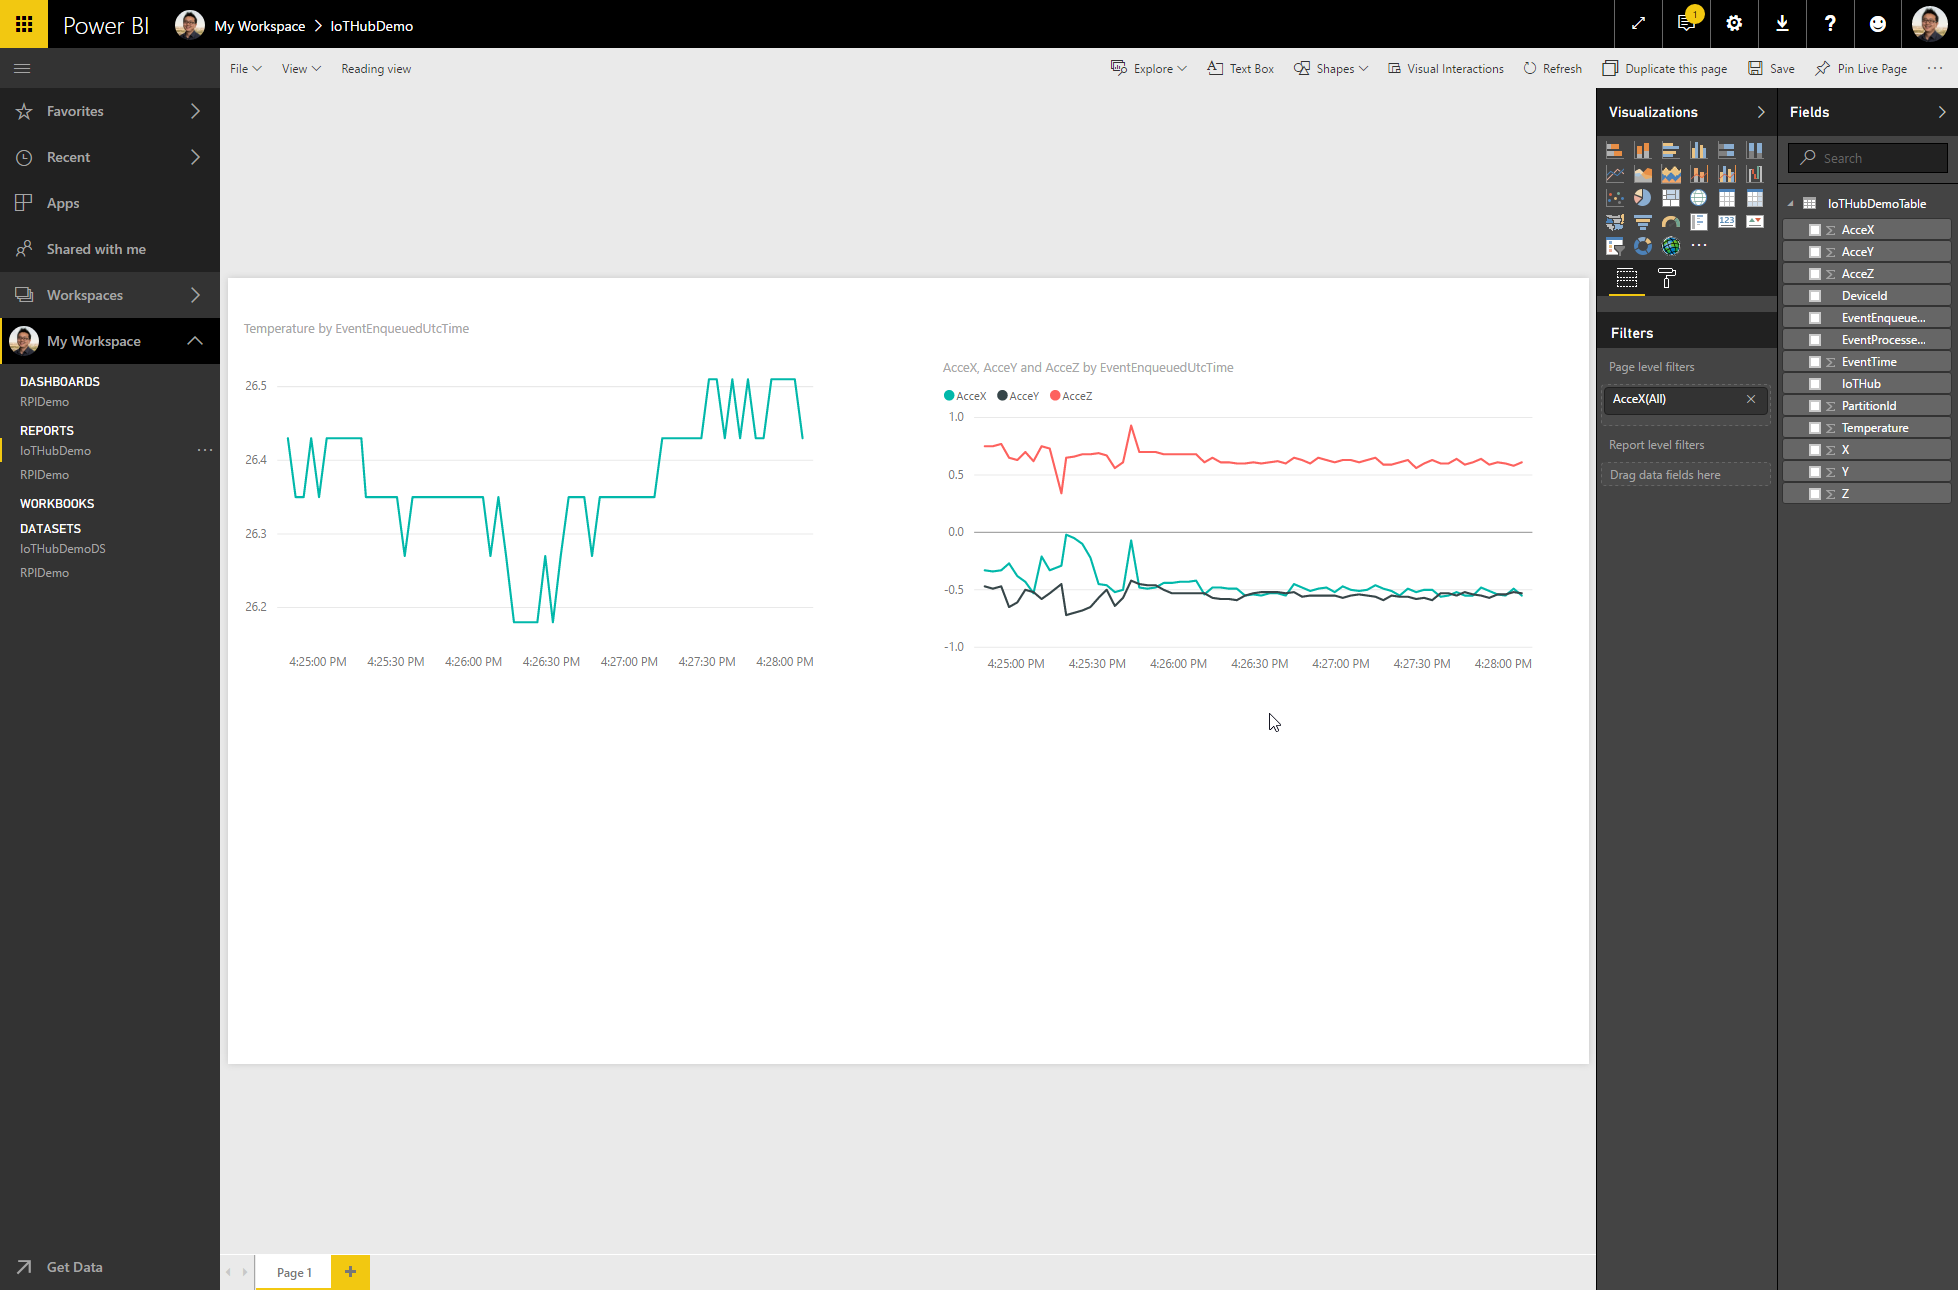 Power BI My Workspace > IoTHubDemo 1
File View Reading view Explore Text Box Shapes Visual Interactions Refresh Duplicate this page Save Pin Live Page
Favorites
Recent
Apps
Shared with me
Workspaces
My Workspace
DASHBOARDS
RPIDemo
REPORTS
IoTHubDemo
RPIDemo
WORKBOOKS
DATASETS
IoTHubDemoDS
RPIDemo
Get Data
Temperature by EventEnqueuedUtcTime
26.5
26.4
26.3
26.2
4:25:00 PM 4:25:30 PM 4:26:00 PM 4:26:30 PM 4:27:00 PM 4:27:30 PM 4:28:00 PM
AcceX, AcceY and AcceZ by EventEnqueuedUtcTime
AcceX AcceY AcceZ
1.0
0.5
0.0
-0.5
-1.0
4:25:00 PM 4:25:30 PM 4:26:00 PM 4:26:30 PM 4:27:00 PM 4:27:30 PM 4:28:00 PM
Page 1 +
Visualizations
123
Filters
Page level filters
AcceX(All)
Report level filters
Drag data fields here
Fields
Search
IoTHubDemoTable
Σ AcceX
Σ AcceY
Σ AcceZ
DeviceId
EventEnqueue...
EventProcesse...
Σ EventTime
IoTHub
Σ PartitionId
Σ Temperature
Σ X
Σ Y
Σ Z